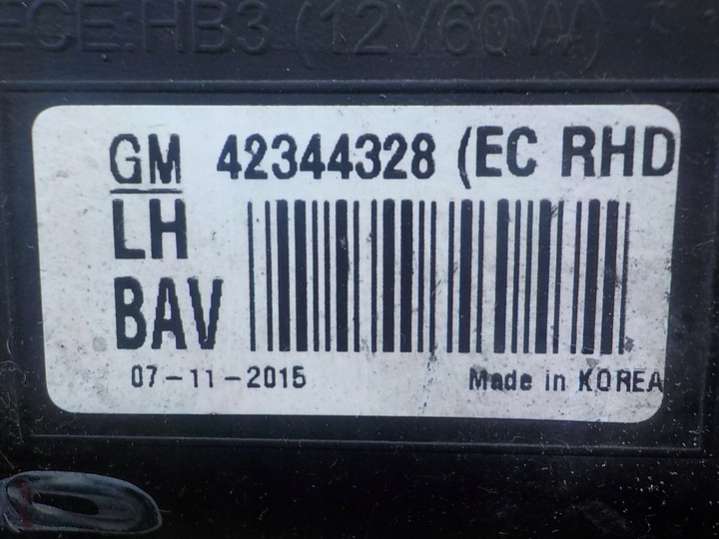 ECE:HB3 (12V60W)
GM 42344328 (EC RHD
LH
BAV
07-11-2015 Made in KOREA